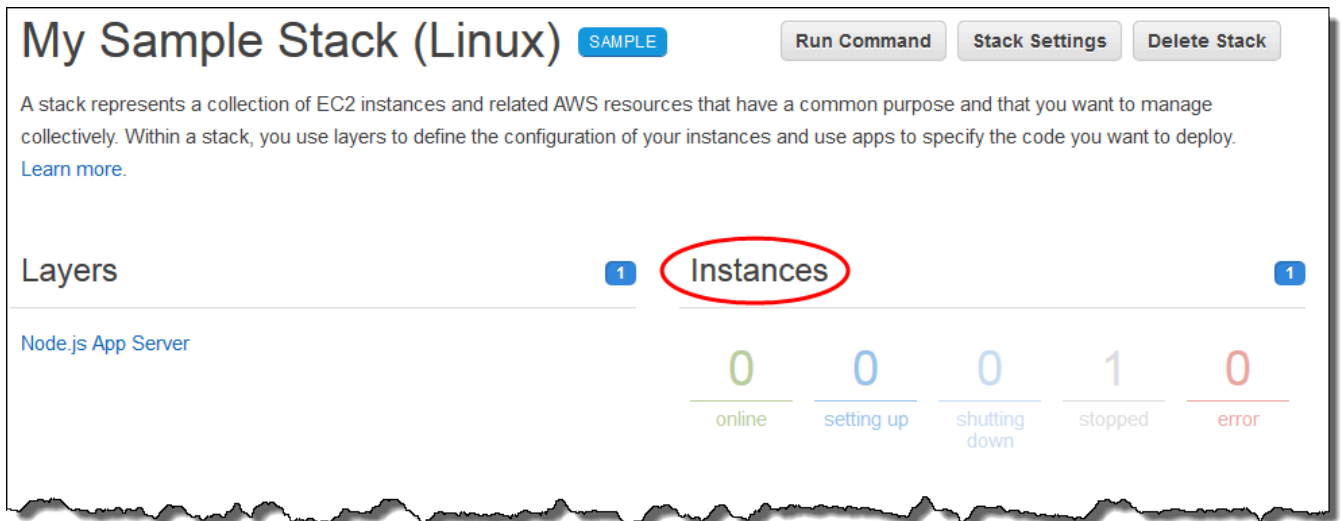 My Sample Stack (Linux) SAMPLE Run Command Stack Settings Delete Stack
A stack represents a collection of EC2 instances and related AWS resources that have a common purpose and that you want to manage
collectively. Within a stack, you use layers to define the configuration of your instances and use apps to specify the code you want to deploy.
Learn more.
Layers 1
Instances 1
Node.js App Server
0 0 0 1 0
online setting up shutting down stopped error